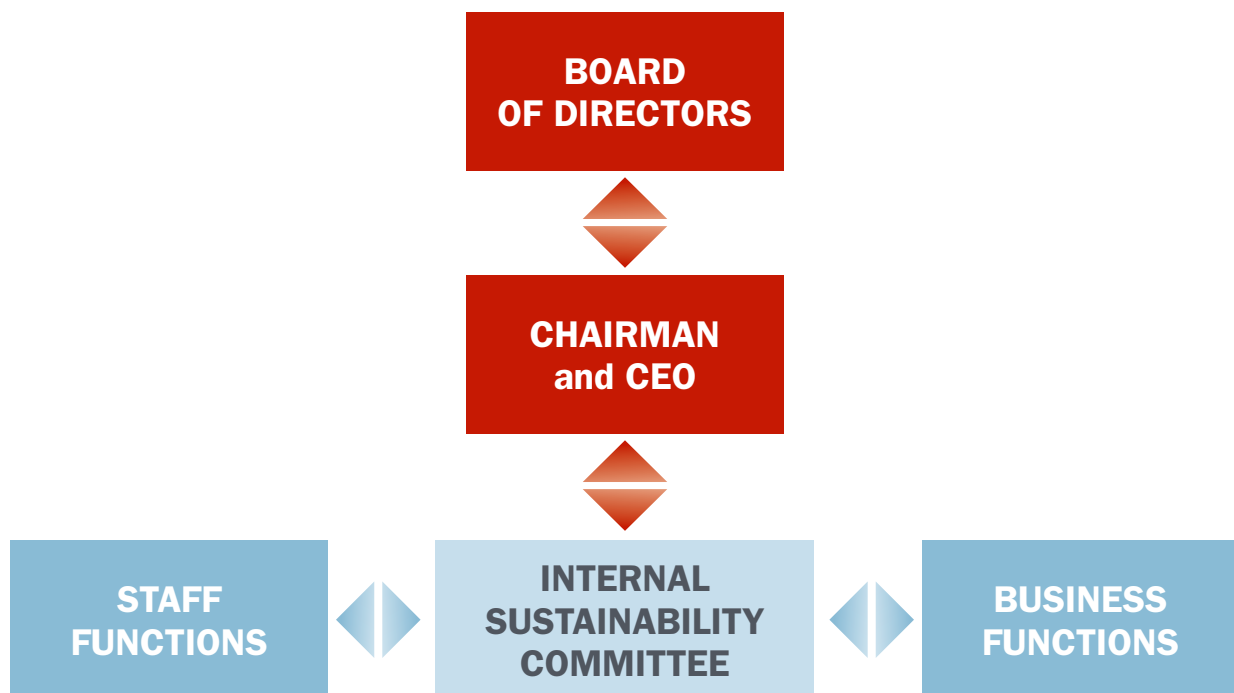 BOARD
OF DIRECTORS
CHAIRMAN
and CEO
STAFF
FUNCTIONS
INTERNAL
SUSTAINABILITY
COMMITTEE
BUSINESS
FUNCTIONS